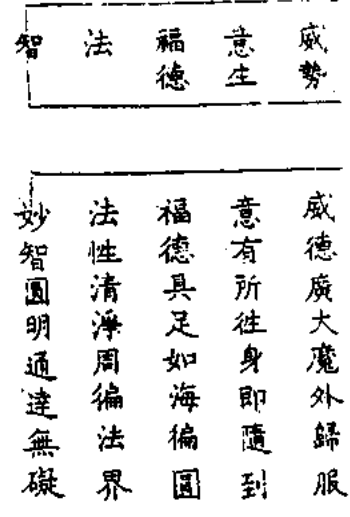 威勢
意生
福德
法
智
威德廣大魔外歸服
意有所往身即隨到
福德具足如海徧圓
法性清淨周徧法界
妙智圓明通達無礙